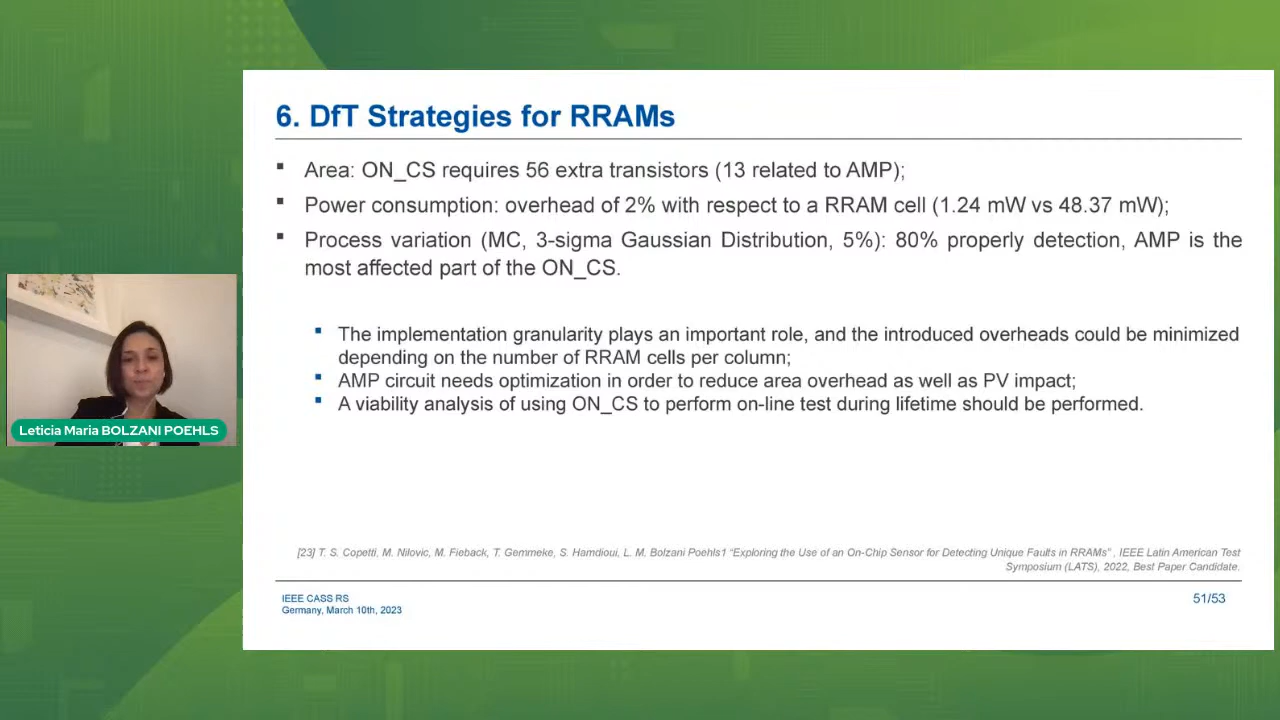 6. DfT Strategies for RRAMs
▪ Area: ON_CS requires 56 extra transistors (13 related to AMP);
▪ Power consumption: overhead of 2% with respect to a RRAM cell (1.24 mW vs 48.37 mW);
▪ Process variation (MC, 3-sigma Gaussian Distribution, 5%): 80% properly detection, AMP is the
most affected part of the ON_CS.
▪ The implementation granularity plays an important role, and the introduced overheads could be minimized
depending on the number of RRAM cells per column;
▪ AMP circuit needs optimization in order to reduce area overhead as well as PV impact;
▪ A viability analysis of using ON_CS to perform on-line test during lifetime should be performed.
Leticia Maria BOLZANI POEHLS
[23] T. S. Copetti, M. Nilovic, M. Fieback, T. Gemmeke, S. Hamdioui, L. M. Bolzani Poehls1 “Exploring the Use of an On-Chip Sensor for Detecting Unique Faults in RRAMs” , IEEE Latin American Test
Symposium (LATS), 2022, Best Paper Candidate.
IEEE CASS RS
Germany, March 10th, 2023
51/53